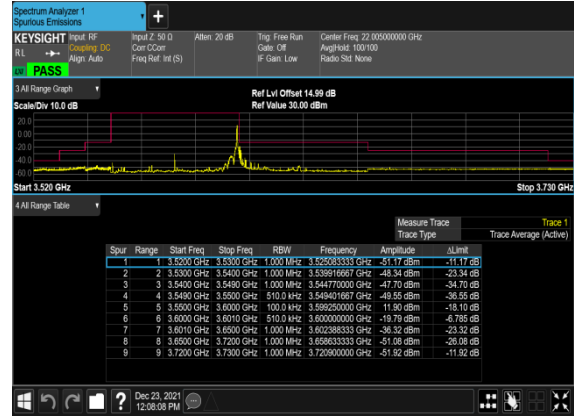 Spectrum Analyzer 1
Spurious Emissions
KEYSIGHT Input: RF Input Z: 50 Ω Atten: 20 dB Trig: Free Run Center Freq: 22.005000000 GHz
RL Coupling: DC Corr CCorr Gate: Off Avg|Hold: 100/100
Align: Auto Freq Ref: Int (S) IF Gain: Low Radio Std: None
PASS
3 All Range Graph
Ref Lvl Offset 14.99 dB
Scale/Div 10.0 dB Ref Value 30.00 dBm
20.0
0.00
-20.0
-40.0
-60.0
Start 3.520 GHz Stop 3.730 GHz
4 All Range Table
Measure Trace Trace 1
Trace Type Trace Average (Active)
Spur Range Start Freq Stop Freq RBW Frequency Amplitude ΔLimit
1 1 3.5200 GHz 3.5300 GHz 1.000 MHz 3.525083333 GHz -51.17 dBm -11.17 dB
2 2 3.5300 GHz 3.5400 GHz 1.000 MHz 3.539916667 GHz -48.34 dBm -23.34 dB
3 3 3.5400 GHz 3.5490 GHz 1.000 MHz 3.544770000 GHz -47.70 dBm -34.70 dB
4 4 3.5490 GHz 3.5500 GHz 510.0 kHz 3.549401667 GHz -49.55 dBm -36.55 dB
5 5 3.5500 GHz 3.6000 GHz 100.0 kHz 3.599250000 GHz 11.90 dBm -18.10 dB
6 6 3.6000 GHz 3.6010 GHz 510.0 kHz 3.600000000 GHz -19.79 dBm -6.785 dB
7 7 3.6010 GHz 3.6500 GHz 1.000 MHz 3.602388333 GHz -36.32 dBm -23.32 dB
8 8 3.6500 GHz 3.7200 GHz 1.000 MHz 3.658633333 GHz -51.08 dBm -26.08 dB
9 9 3.7200 GHz 3.7300 GHz 1.000 MHz 3.720900000 GHz -51.92 dBm -11.92 dB
? Dec 23, 2021
12:08:08 PM